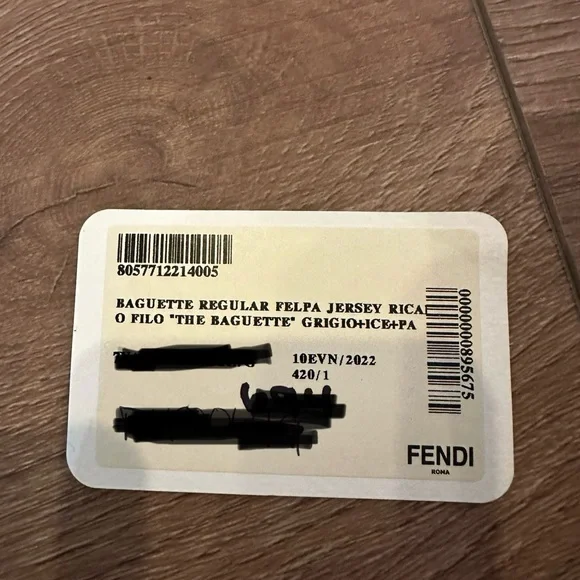 8057712214005
BAGUETTE REGULAR FELPA JERSEY RICA
O FILO "THE BAGUETTE" GRIGIO+ICE+PA
10EVN/2022
420/1
0000000895675
FENDI
ROMA